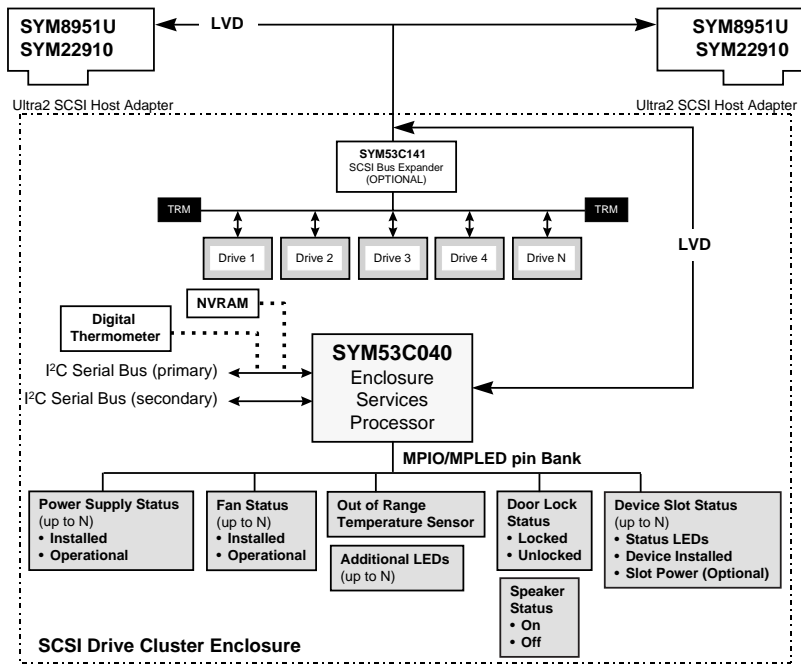 SYM8951U
SYM22910
LVD
SYM8951U
SYM22910
Ultra2 SCSI Host Adapter
Ultra2 SCSI Host Adapter
SYM53C141
SCSI Bus Expander
(OPTIONAL)
TRM
TRM
LVD
Drive 1
Drive 2
Drive 3
Drive 4
Drive N
NVRAM
Digital
Thermometer
SYM53C040
Enclosure
Services
Processor
I²C Serial Bus (primary)
I²C Serial Bus (secondary)
MPIO/MPLED pin Bank
Power Supply Status
(up to N)
• Installed
• Operational
Fan Status
(up to N)
• Installed
• Operational
Out of Range
Temperature Sensor
Additional LEDs
(up to N)
Door Lock
Status
• Locked
• Unlocked
Speaker
Status
• On
• Off
Device Slot Status
(up to N)
• Status LEDs
• Device Installed
• Slot Power (Optional)
SCSI Drive Cluster Enclosure